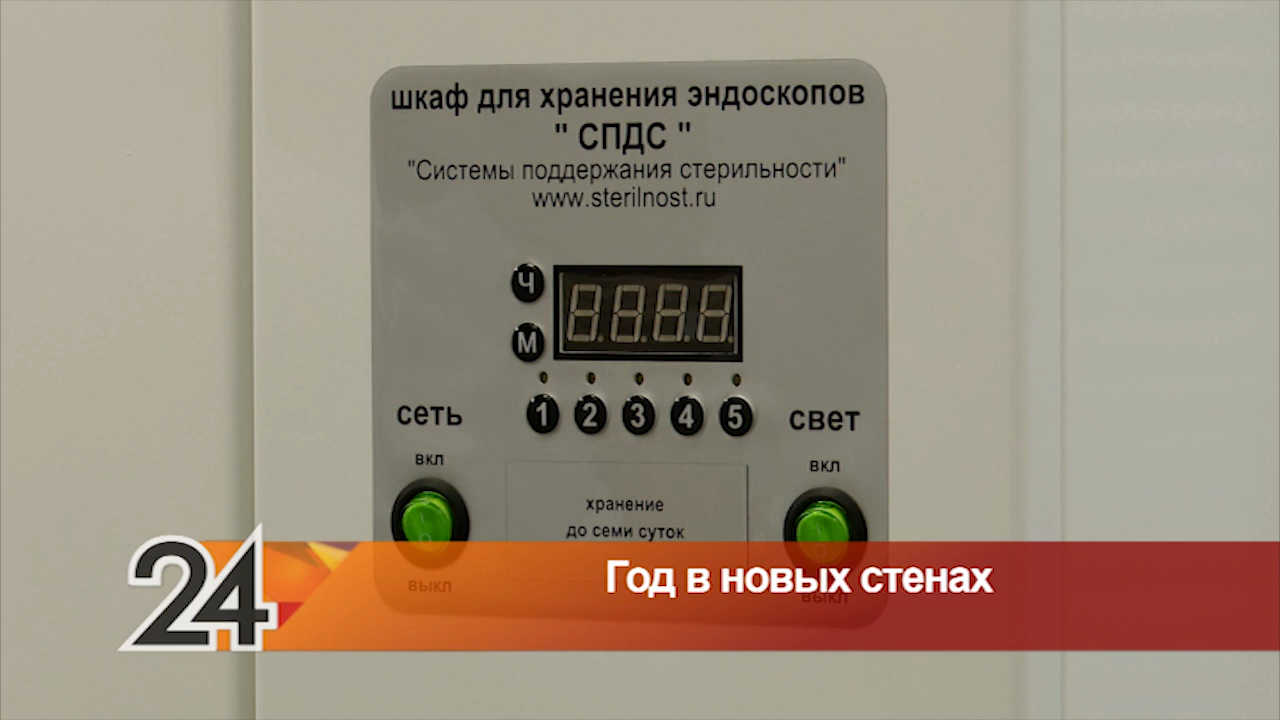 шкаф для хранения эндоскопов
" СПДС "
"Системы поддержания стерильности"
www.sterilnost.ru
Ч
М
1 2 3 4 5
сеть
свет
вкл
вкл
хранение
до семи суток
выкл
выкл
24
Год в новых стенах